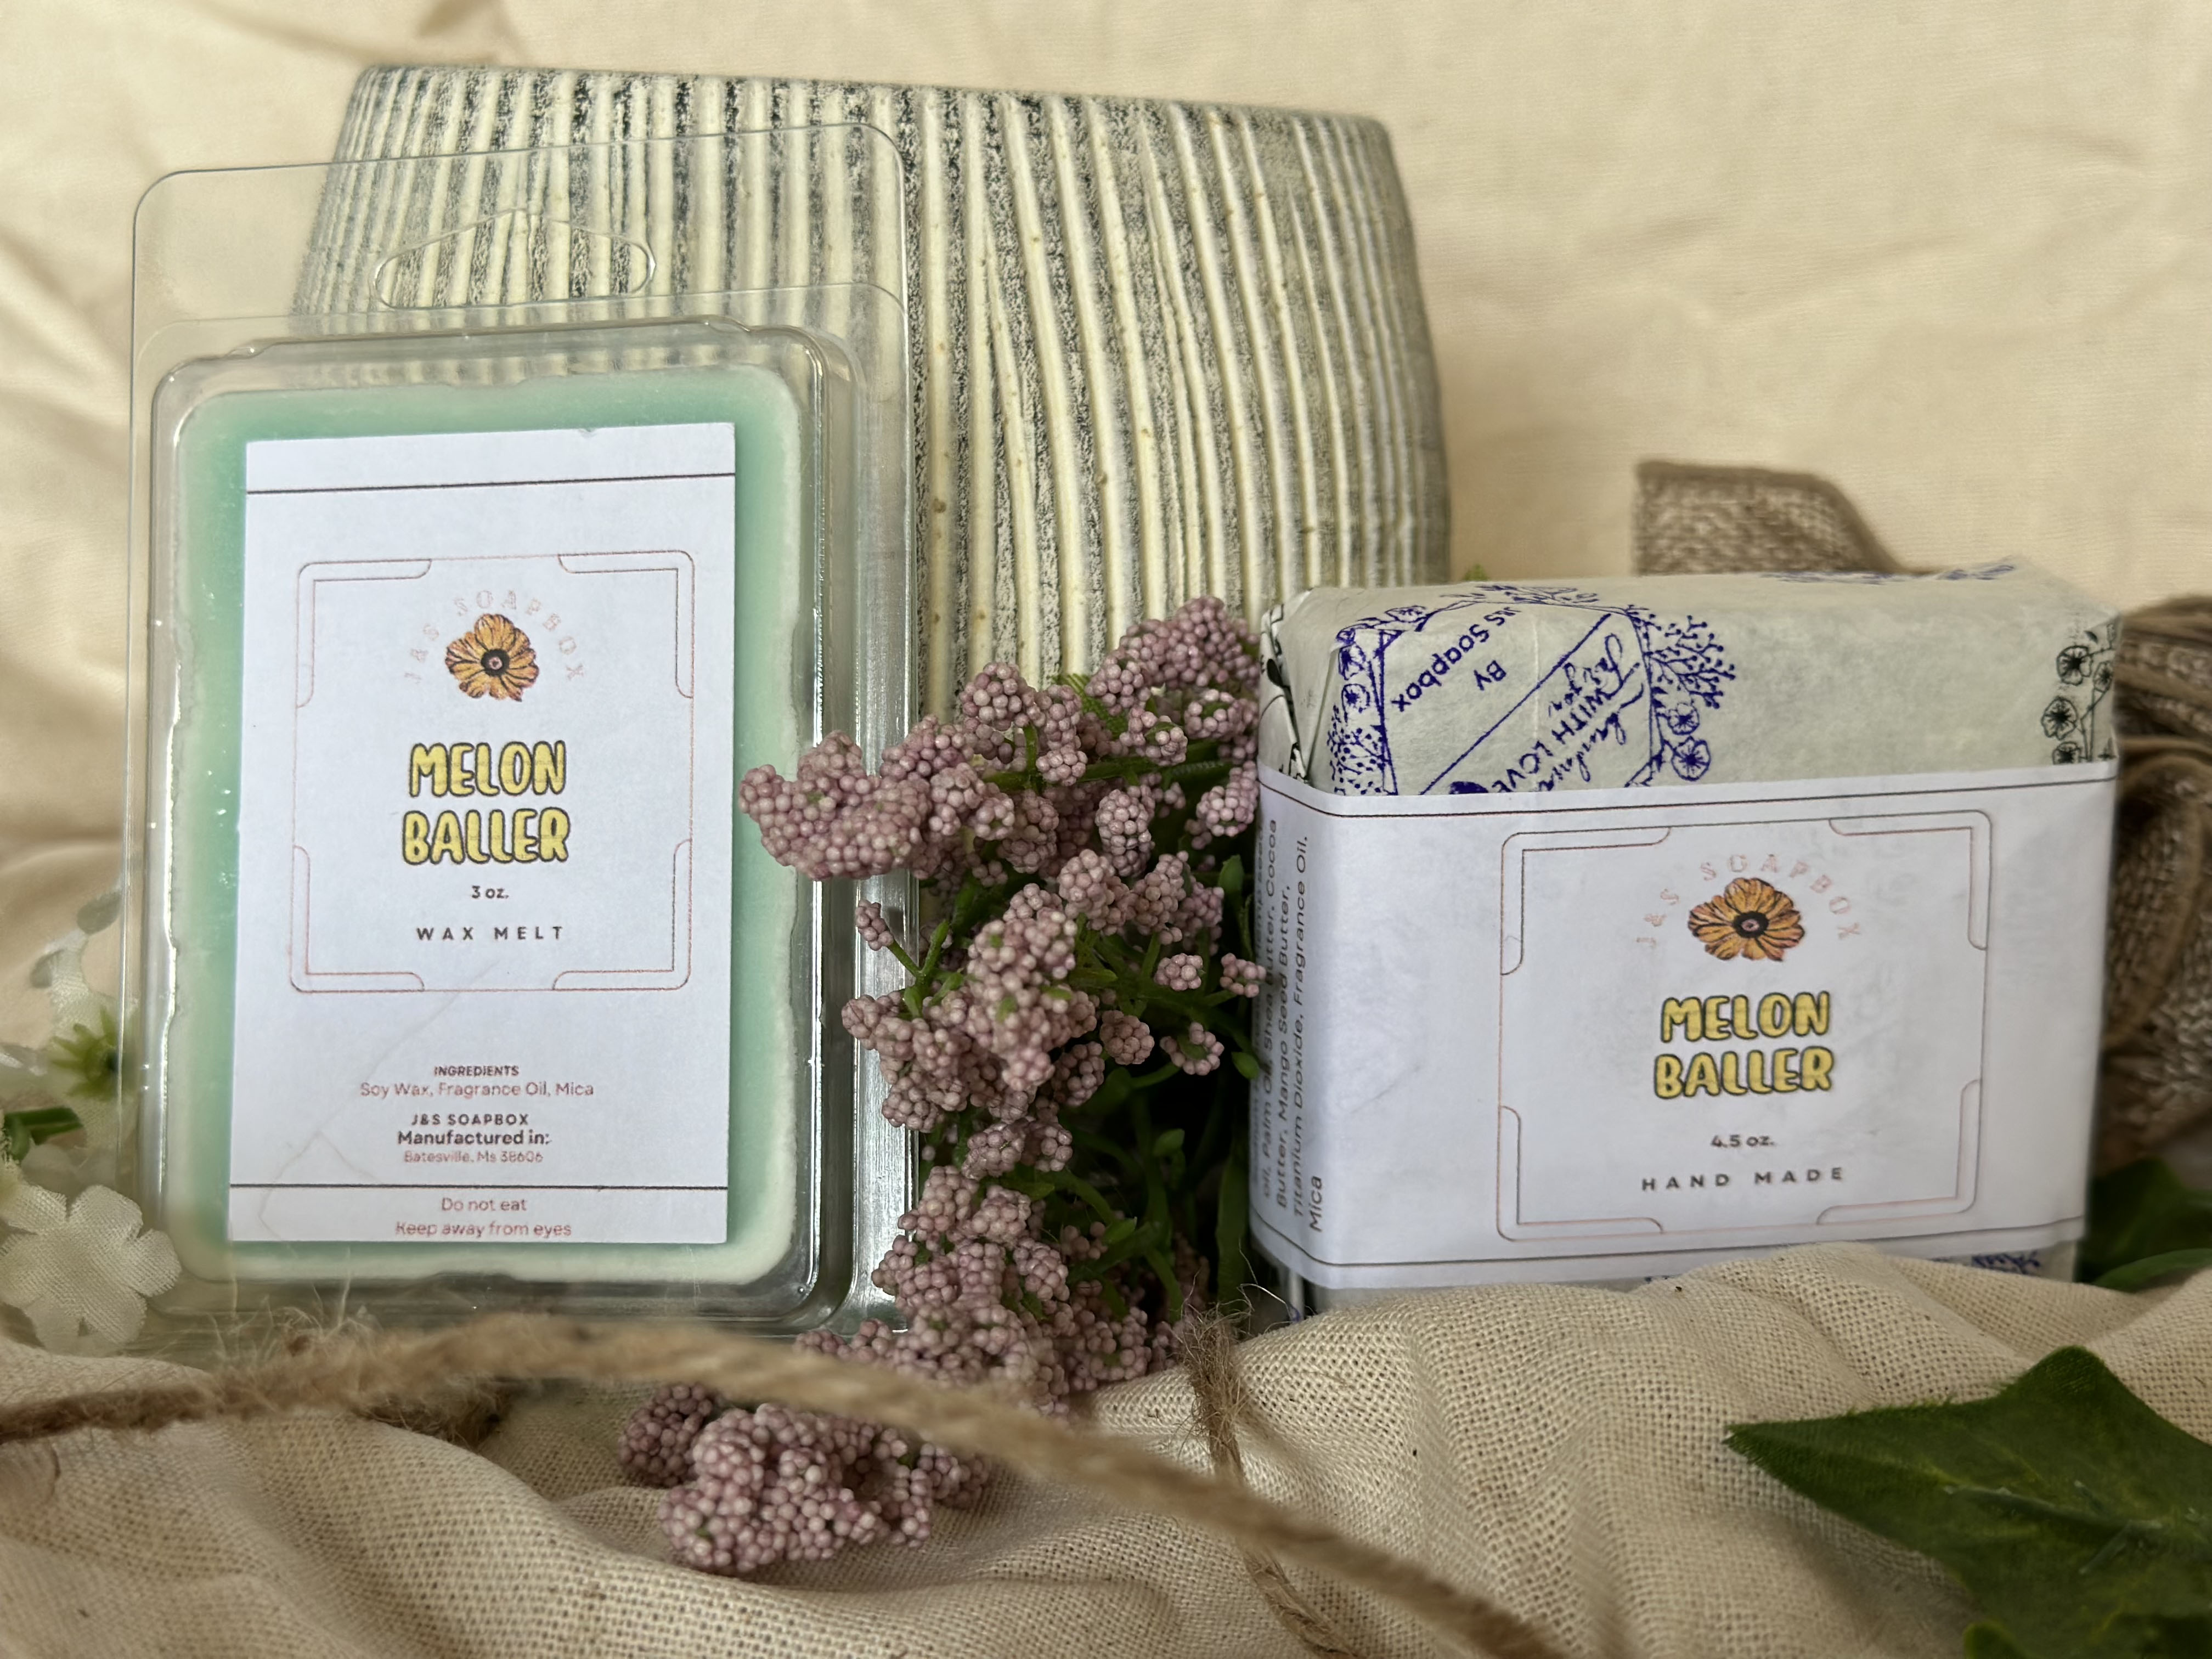 J&S SOAPBOX
MELON
BALLER
3 oz.
WAX MELT
INGREDIENTS
Soy Wax, Fragrance Oil, Mica
J&S SOAPBOX
Manufactured in:
Batesville, Ms 38606
Do not eat
Keep away from eyes
WITH LOVE
By
J&S Soapbox
J&S SOAPBOX
MELON
BALLER
4.5 oz.
HAND MADE
oil, Palm Oil, Shea Butter, Cocoa
Butter, Mango Seed Butter,
Titanium Dioxide, Fragrance Oil,
Mica